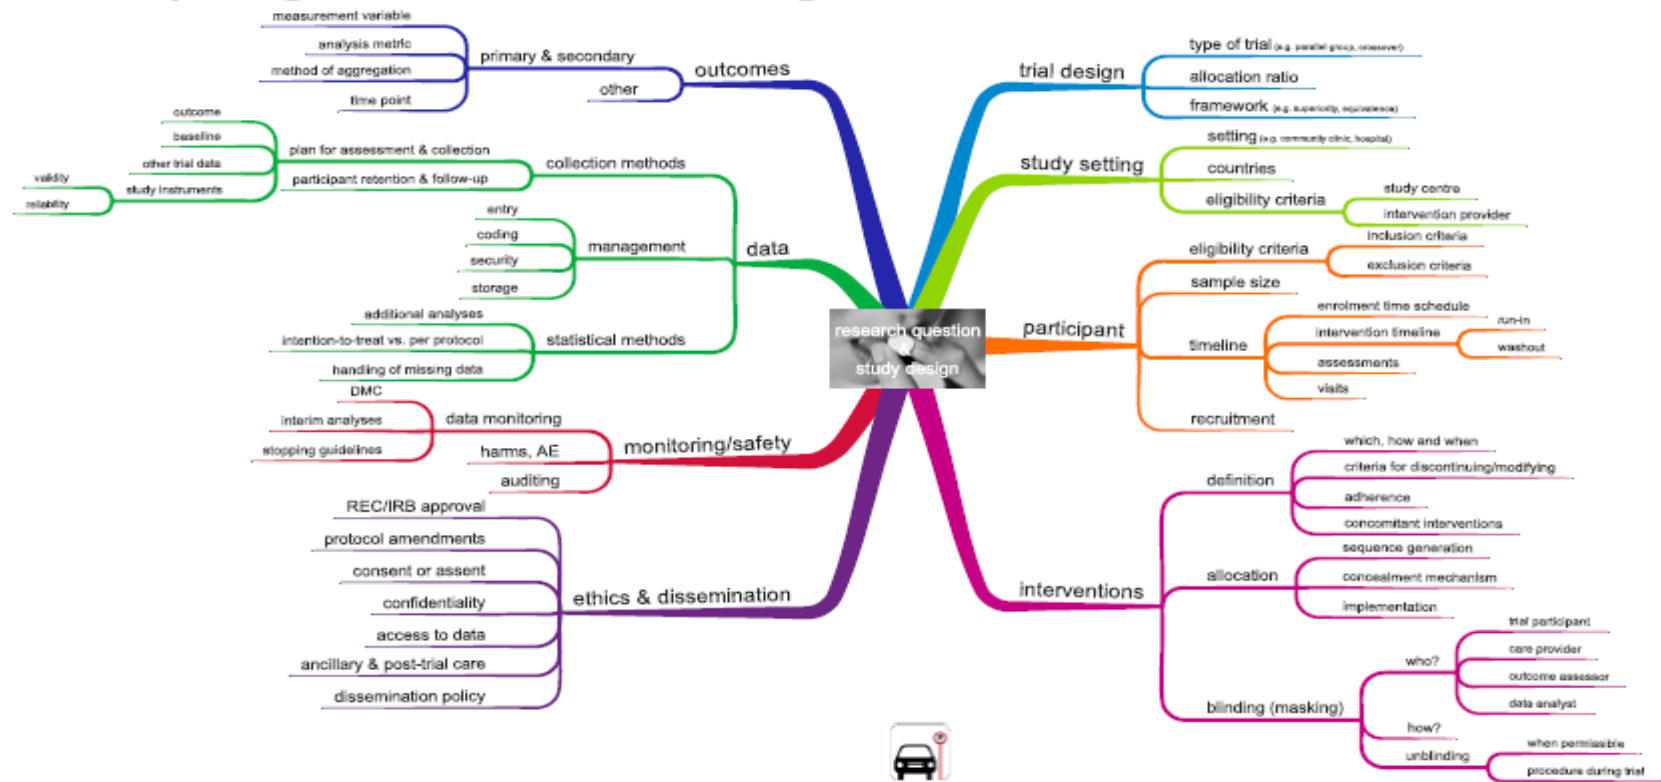 research question
&
study design
outcomes
primary & secondary
measurement variable
analysis metric
method of aggregation
time point
other
data
collection methods
plan for assessment & collection
outcome
baseline
other trial data
study instruments
validity
reliability
participant retention & follow-up
management
entry
coding
security
storage
statistical methods
additional analyses
intention-to-treat vs. per protocol
handling of missing data
monitoring/safety
data monitoring
DMC
interim analyses
stopping guidelines
harms, AE
auditing
ethics & dissemination
REC/IRB approval
protocol amendments
consent or assent
confidentiality
access to data
ancillary & post-trial care
dissemination policy
trial design
type of trial (e.g. parallel group, crossover)
allocation ratio
framework (e.g. superiority, equivalence)
study setting
setting (e.g. community clinic, hospital)
countries
eligibility criteria
study centre
intervention provider
participant
eligibility criteria
inclusion criteria
exclusion criteria
sample size
timeline
enrolment time schedule
intervention timeline
run-in
washout
assessments
visits
recruitment
interventions
definition
which, how and when
criteria for discontinuing/modifying
adherence
concomitant interventions
allocation
sequence generation
concealment mechanism
implementation
blinding (masking)
who?
trial participant
care provider
outcome assessor
data analyst
how?
unblinding
when permissible
procedure during trial